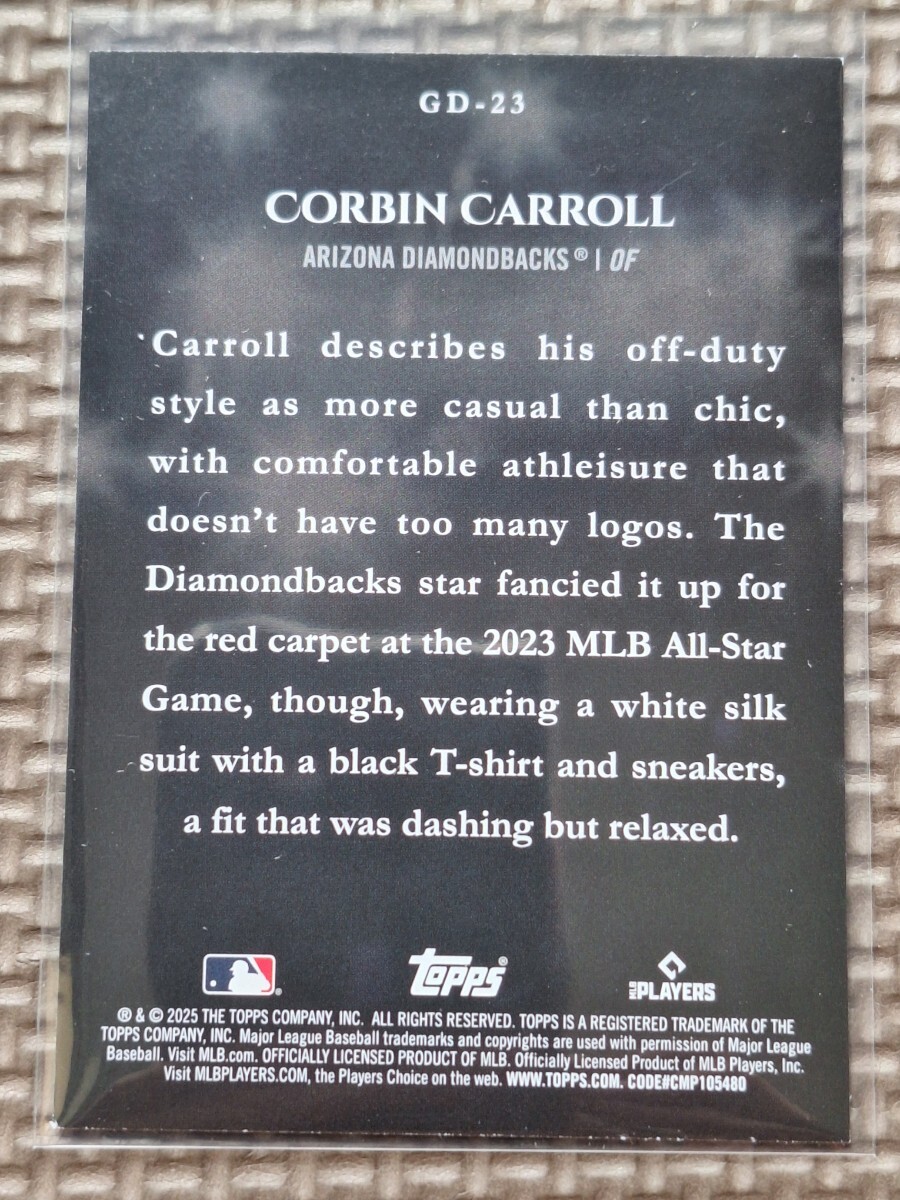 GD-23
CORBIN CARROLL
ARIZONA DIAMONDBACKS® | OF
Carroll describes his off-duty
style as more casual than chic,
with comfortable athleisure that
doesn't have too many logos. The
Diamondbacks star fancied it up for
the red carpet at the 2023 MLB All-Star
Game, though, wearing a white silk
suit with a black T-shirt and sneakers,
a fit that was dashing but relaxed.
topps®
MLB PLAYERS
® & © 2025 THE TOPPS COMPANY, INC. ALL RIGHTS RESERVED. TOPPS IS A REGISTERED TRADEMARK OF THE
TOPPS COMPANY, INC. Major League Baseball trademarks and copyrights are used with permission of Major League
Baseball. Visit MLB.com. OFFICIALLY LICENSED PRODUCT OF MLB. Officially Licensed Product of MLB Players, Inc.
Visit MLBPLAYERS.COM, the Players Choice on the web. WWW.TOPPS.COM. CODE#CMP105480